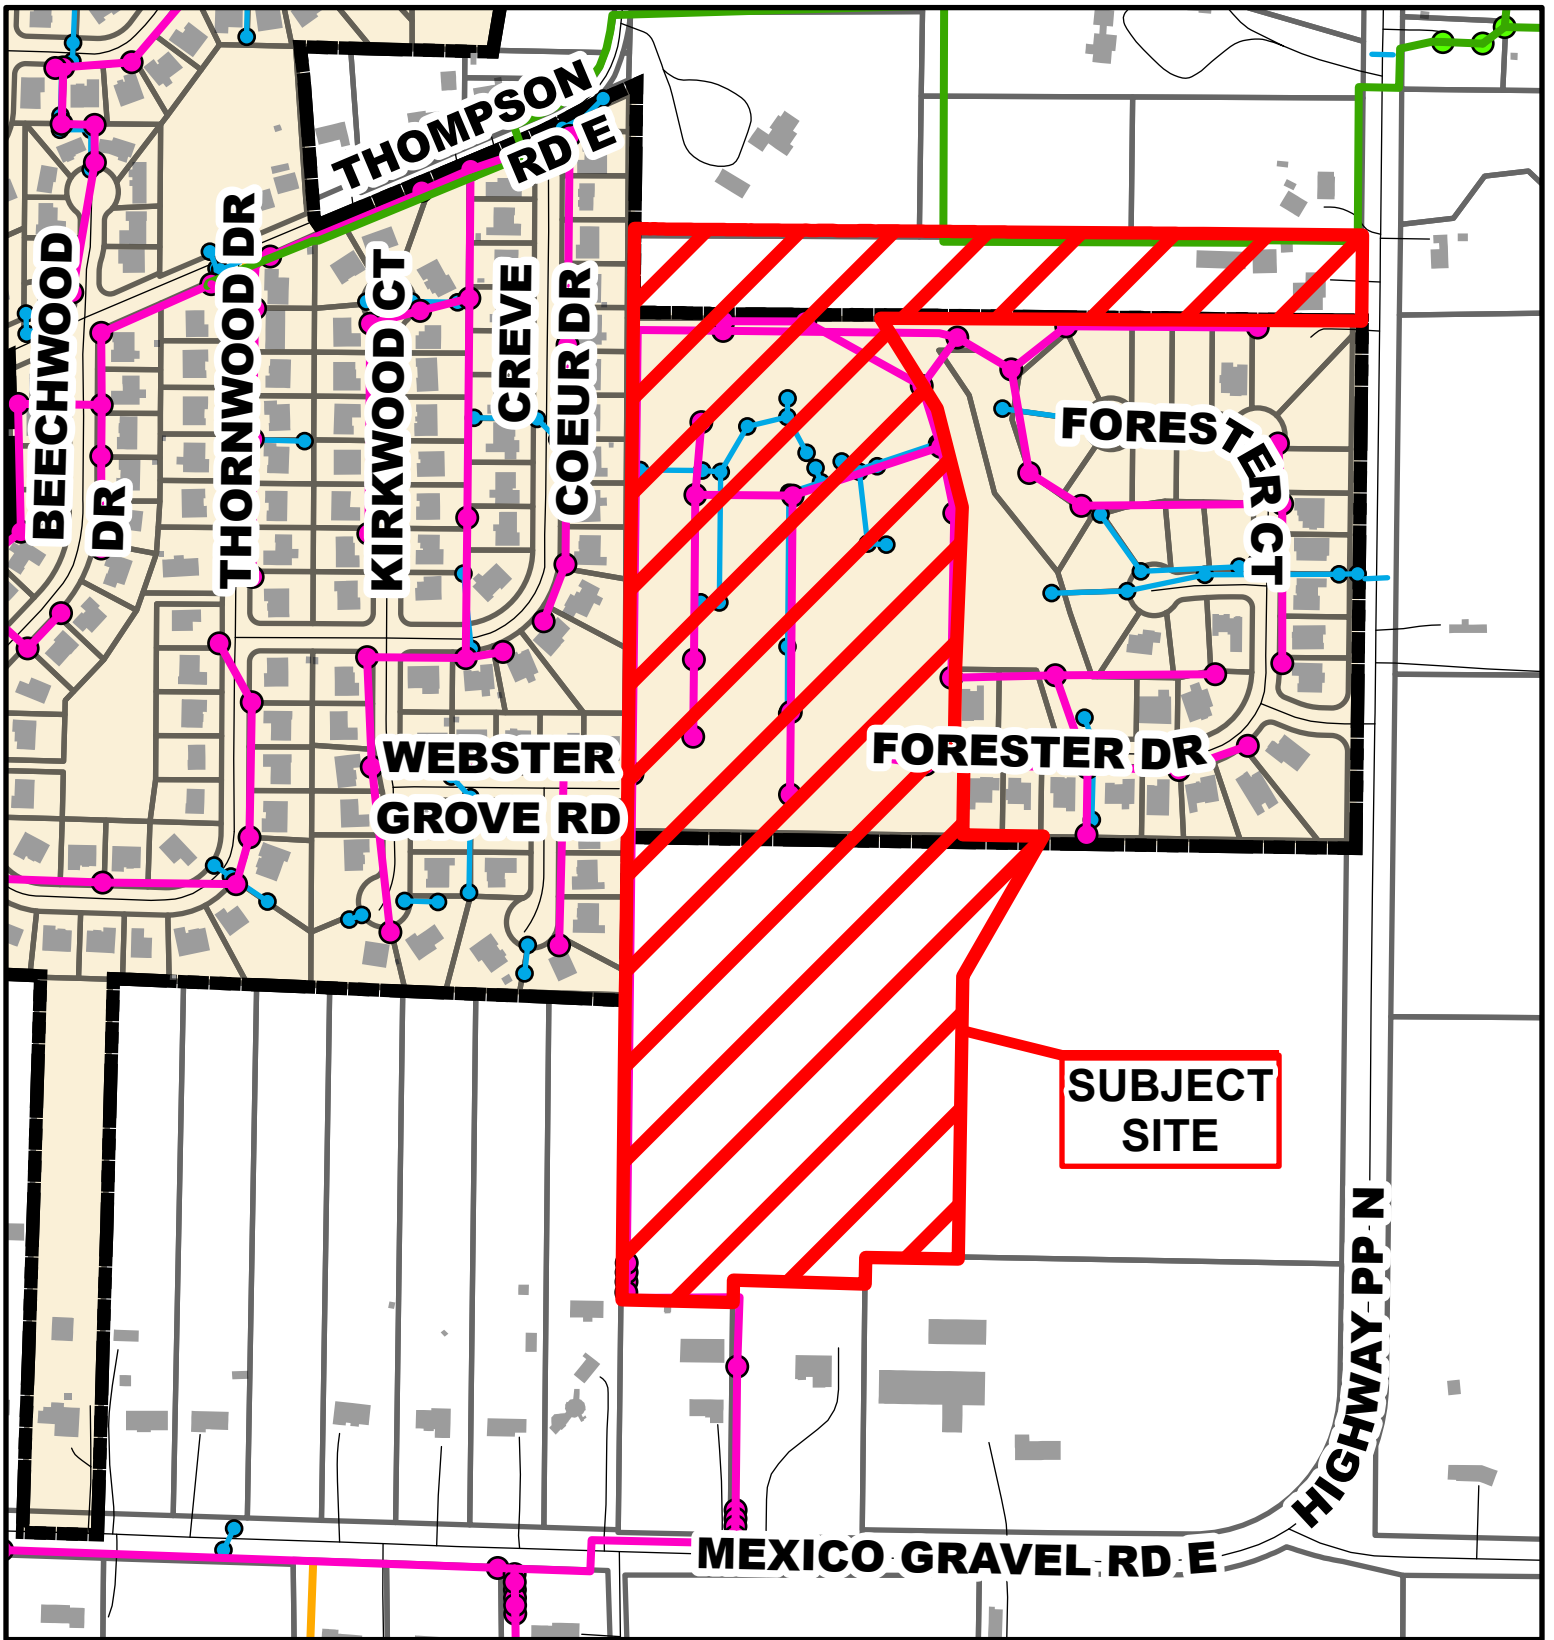 THOMPSON
RD E
BEECHWOOD
DR
THORNWOOD DR
KIRKWOOD CT
CREVE
COEUR DR
FORESTER CT
WEBSTER
GROVE RD
FORESTER DR
SUBJECT
SITE
HIGHWAY PP N
MEXICO GRAVEL RD E